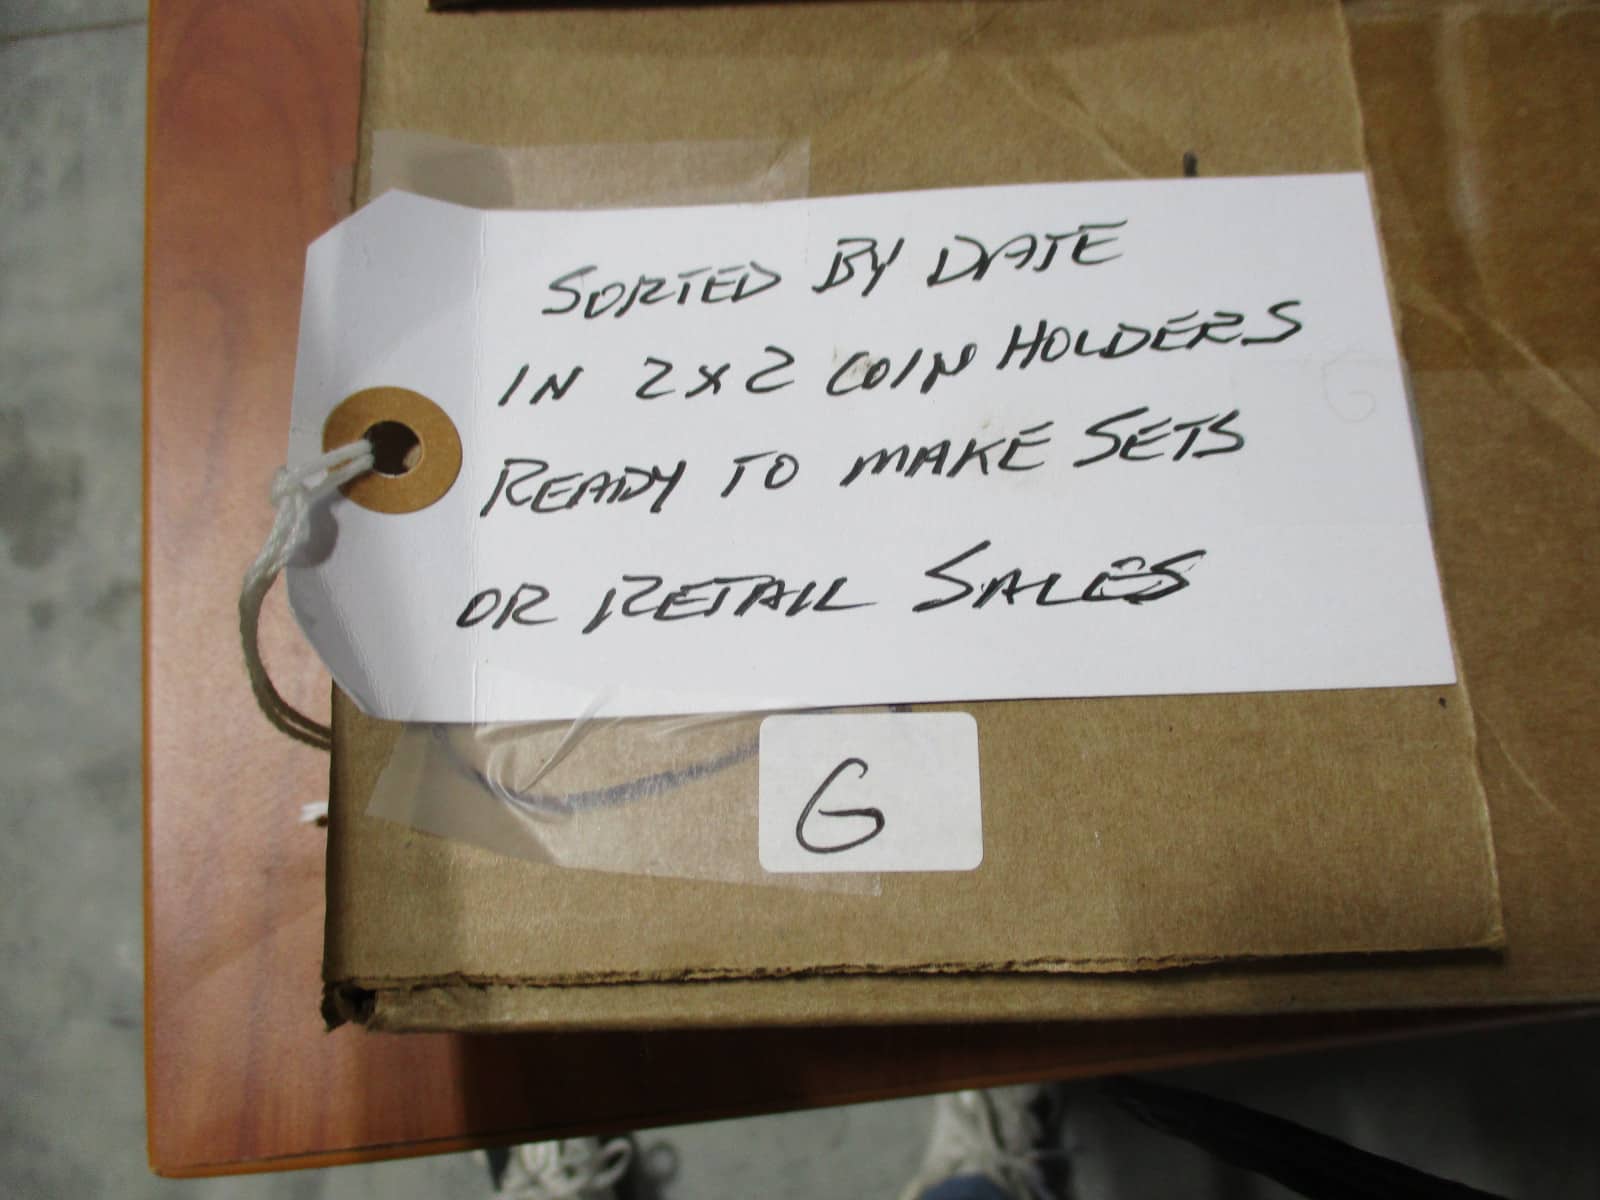 SORTED BY DATE
IN 2x2 COIN HOLDERS
READY TO MAKE SETS
OR RETAIL SALES
G